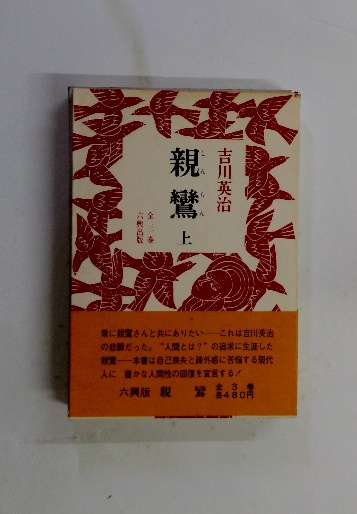 吉川英治
親鸞
しんらん
上
全三巻
六興出版
常に親鸞さんと共にありたい──これは吉川英治
の悲願だった。“人間とは?”の追求に生涯した
親鸞──本書は自己喪失と疎外感に苦悩する現代
人に 豊かな人間性の回復を宣言する!
六興版 親鸞 全3巻 各480円